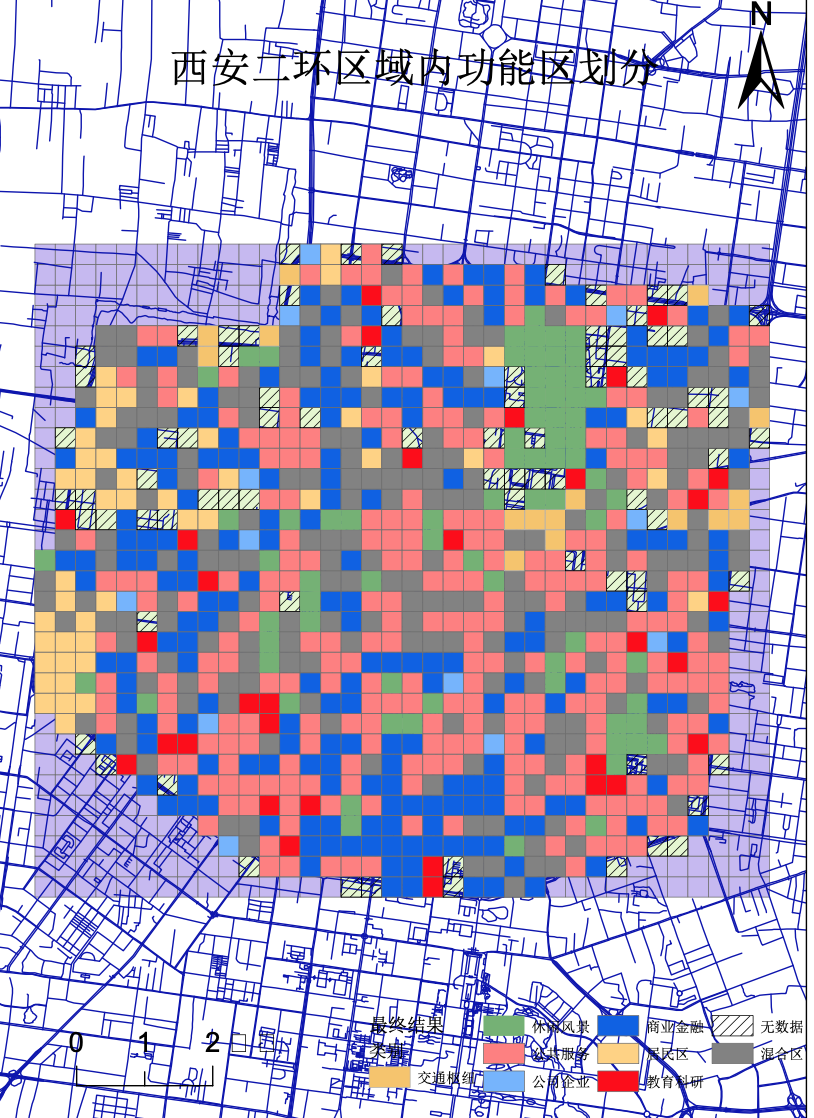 N
西安二环区域内功能区划分
0 1 2
最终结果
类型
交通枢纽
休闲风景
公共服务
公司企业
商业金融
居民区
教育科研
无数据
混合区